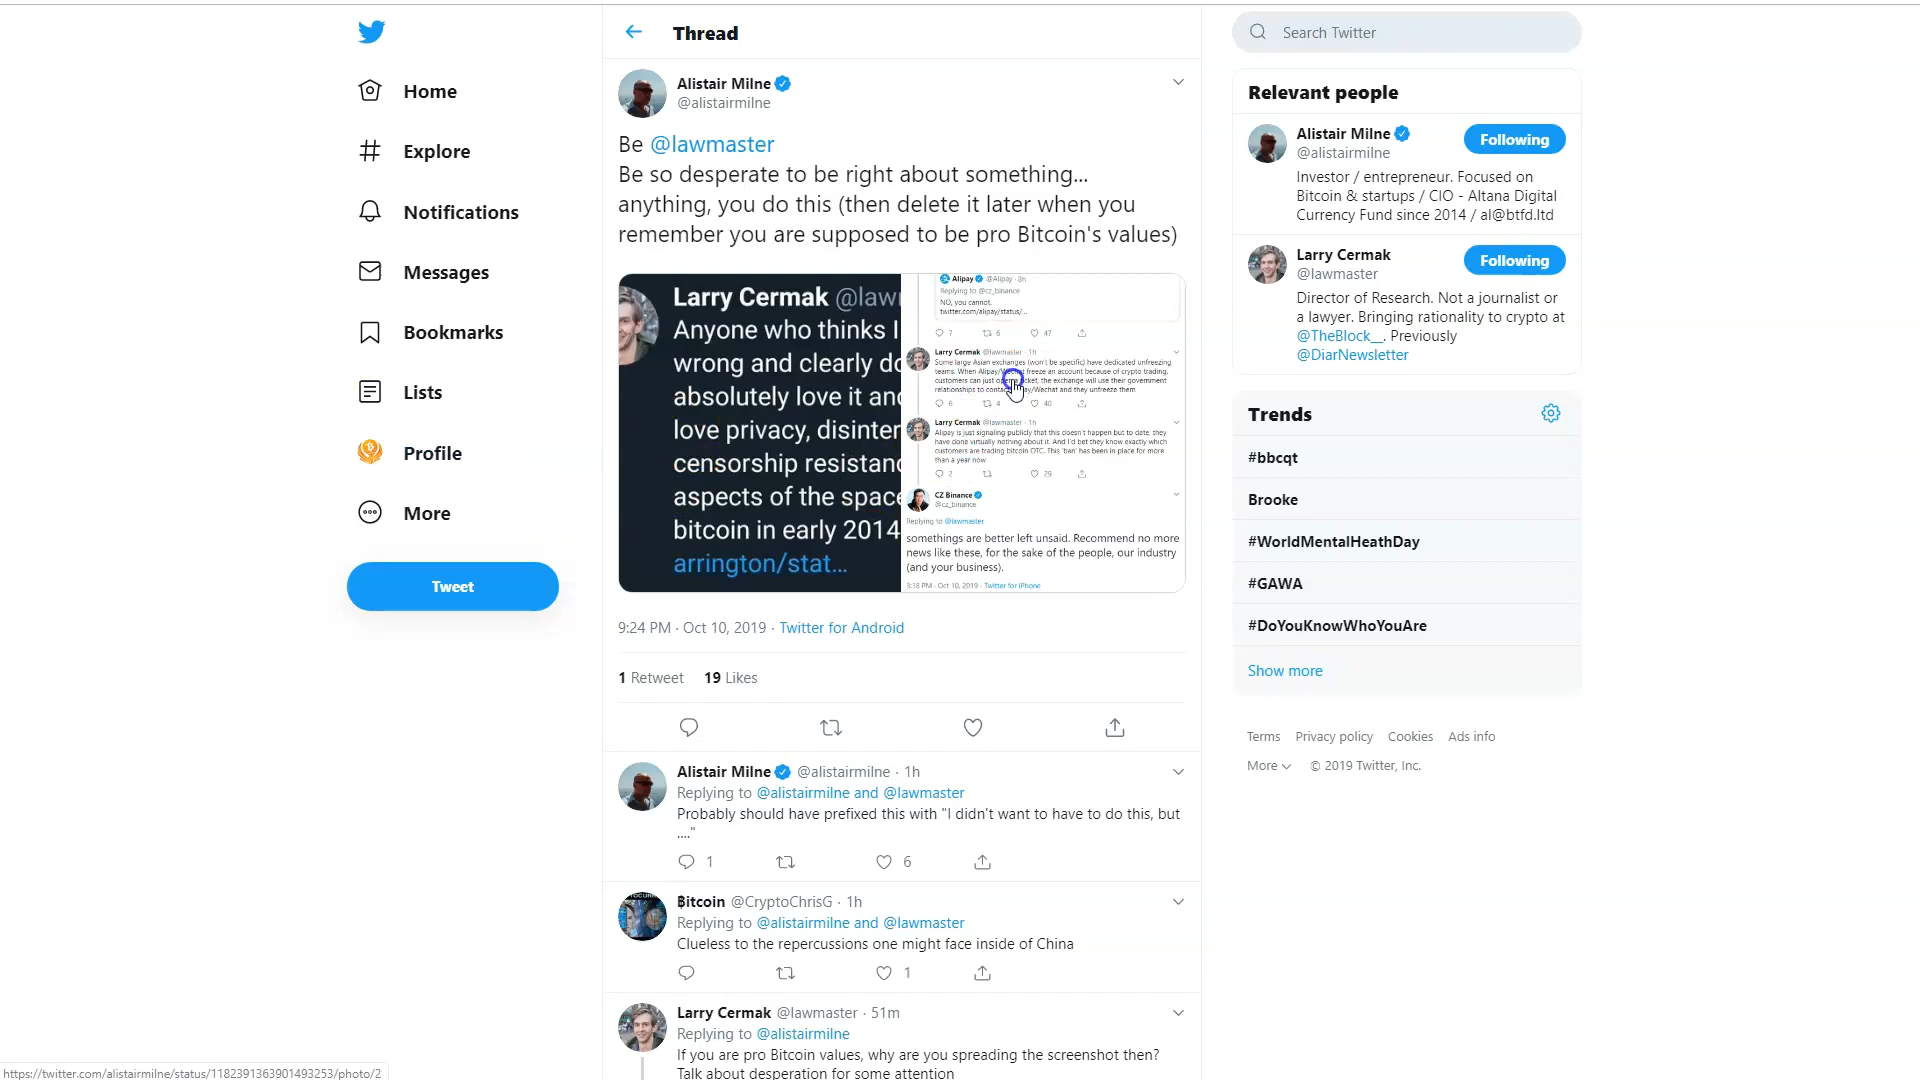 Home
Explore
Notifications
Messages
Bookmarks
Lists
Profile
More
Tweet
Thread
Alistair Milne
@alistairmilne
Be @lawmaster
Be so desperate to be right about something...
anything, you do this (then delete it later when you
remember you are supposed to be pro Bitcoin's values)
Larry Cermak @law
Anyone who thinks I
wrong and clearly do
absolutely love it and
love privacy, disinter
censorship resistanc
aspects of the space
bitcoin in early 2014
arrington/stat...
Alipay @Alipay · 8h
Replying to @cz_binance
NO, you cannot.
twitter.com/alipay/status/...
7 6 47
Larry Cermak @lawmaster · 1h
Some large Asian exchanges (won't be specific) have dedicated unfreezing
teams. When Alipay/Wechat freeze an account because of crypto trading,
customers can just the exchange will use their government
relationships to Wechat and they unfreeze them
6 4 40
Larry Cermak @lawmaster · 1h
Alipay is just signaling publicly that this doesn't happen but to date, they
have done virtually nothing about it. And I'd bet they know exactly which
customers are trading bitcoin OTC. This 'ban' has been in place for more
than a year now
2 29
CZ Binance
@cz_binance
Replying to @lawmaster
somethings are better left unsaid. Recommend no more
news like these, for the sake of the people, our industry
(and your business).
3:18 PM · Oct 10, 2019 · Twitter for iPhone
9:24 PM · Oct 10, 2019 · Twitter for Android
1 Retweet 19 Likes
Alistair Milne @alistairmilne · 1h
Replying to @alistairmilne and @lawmaster
Probably should have prefixed this with "I didn't want to have to do this, but
...."
1 6
₿itcoin @CryptoChrisG · 1h
Replying to @alistairmilne and @lawmaster
Clueless to the repercussions one might face inside of China
1
Larry Cermak @lawmaster · 51m
Replying to @alistairmilne
If you are pro Bitcoin values, why are you spreading the screenshot then?
Talk about desperation for some attention
Search Twitter
Relevant people
Alistair Milne
@alistairmilne
Following
Investor / entrepreneur. Focused on
Bitcoin & startups / CIO - Altana Digital
Currency Fund since 2014 / al@btfd.ltd
Larry Cermak
@lawmaster
Following
Director of Research. Not a journalist or
a lawyer. Bringing rationality to crypto at
@TheBlock__. Previously
@DiarNewsletter
Trends
#bbcqt
Brooke
#WorldMentalHeathDay
#GAWA
#DoYouKnowWhoYouAre
Show more
Terms Privacy policy Cookies Ads info
More © 2019 Twitter, Inc.
https://twitter.com/alistairmilne/status/1182391363901493253/photo/2